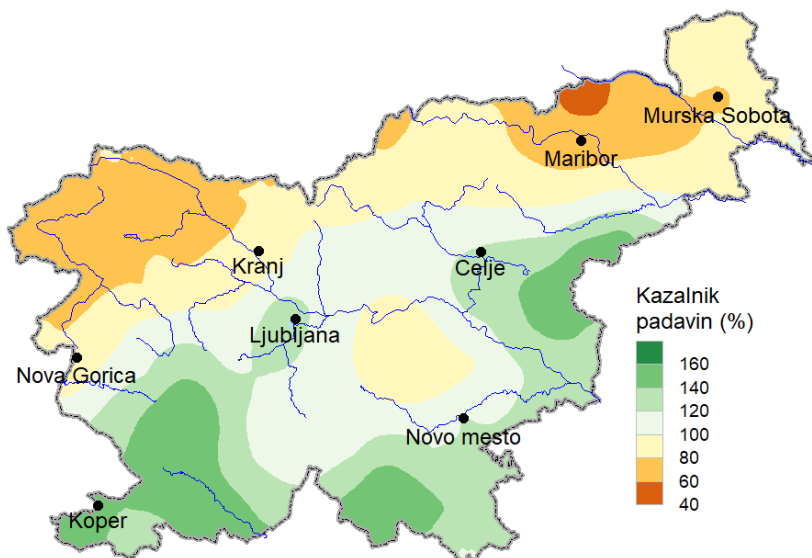 Murska Sobota
Maribor
Kranj
Celje
Ljubljana
Nova Gorica
Novo mesto
Koper
Kazalnik
padavin (%)
160
140
120
100
80
60
40